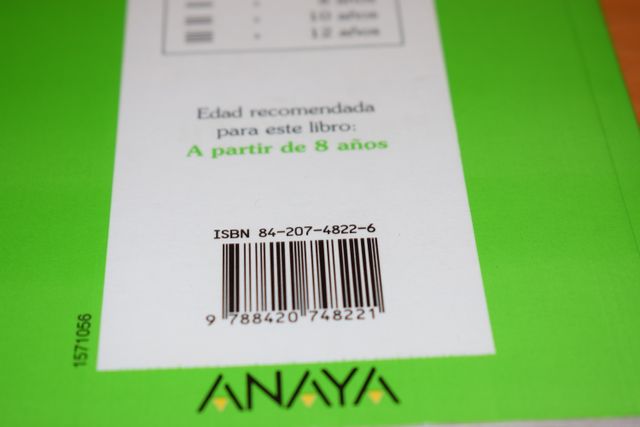 10 años
12 años
Edad recomendada
para este libro:
A partir de 8 años
ISBN 84-207-4822-6
9 788420 748221
1571056
ANAYA